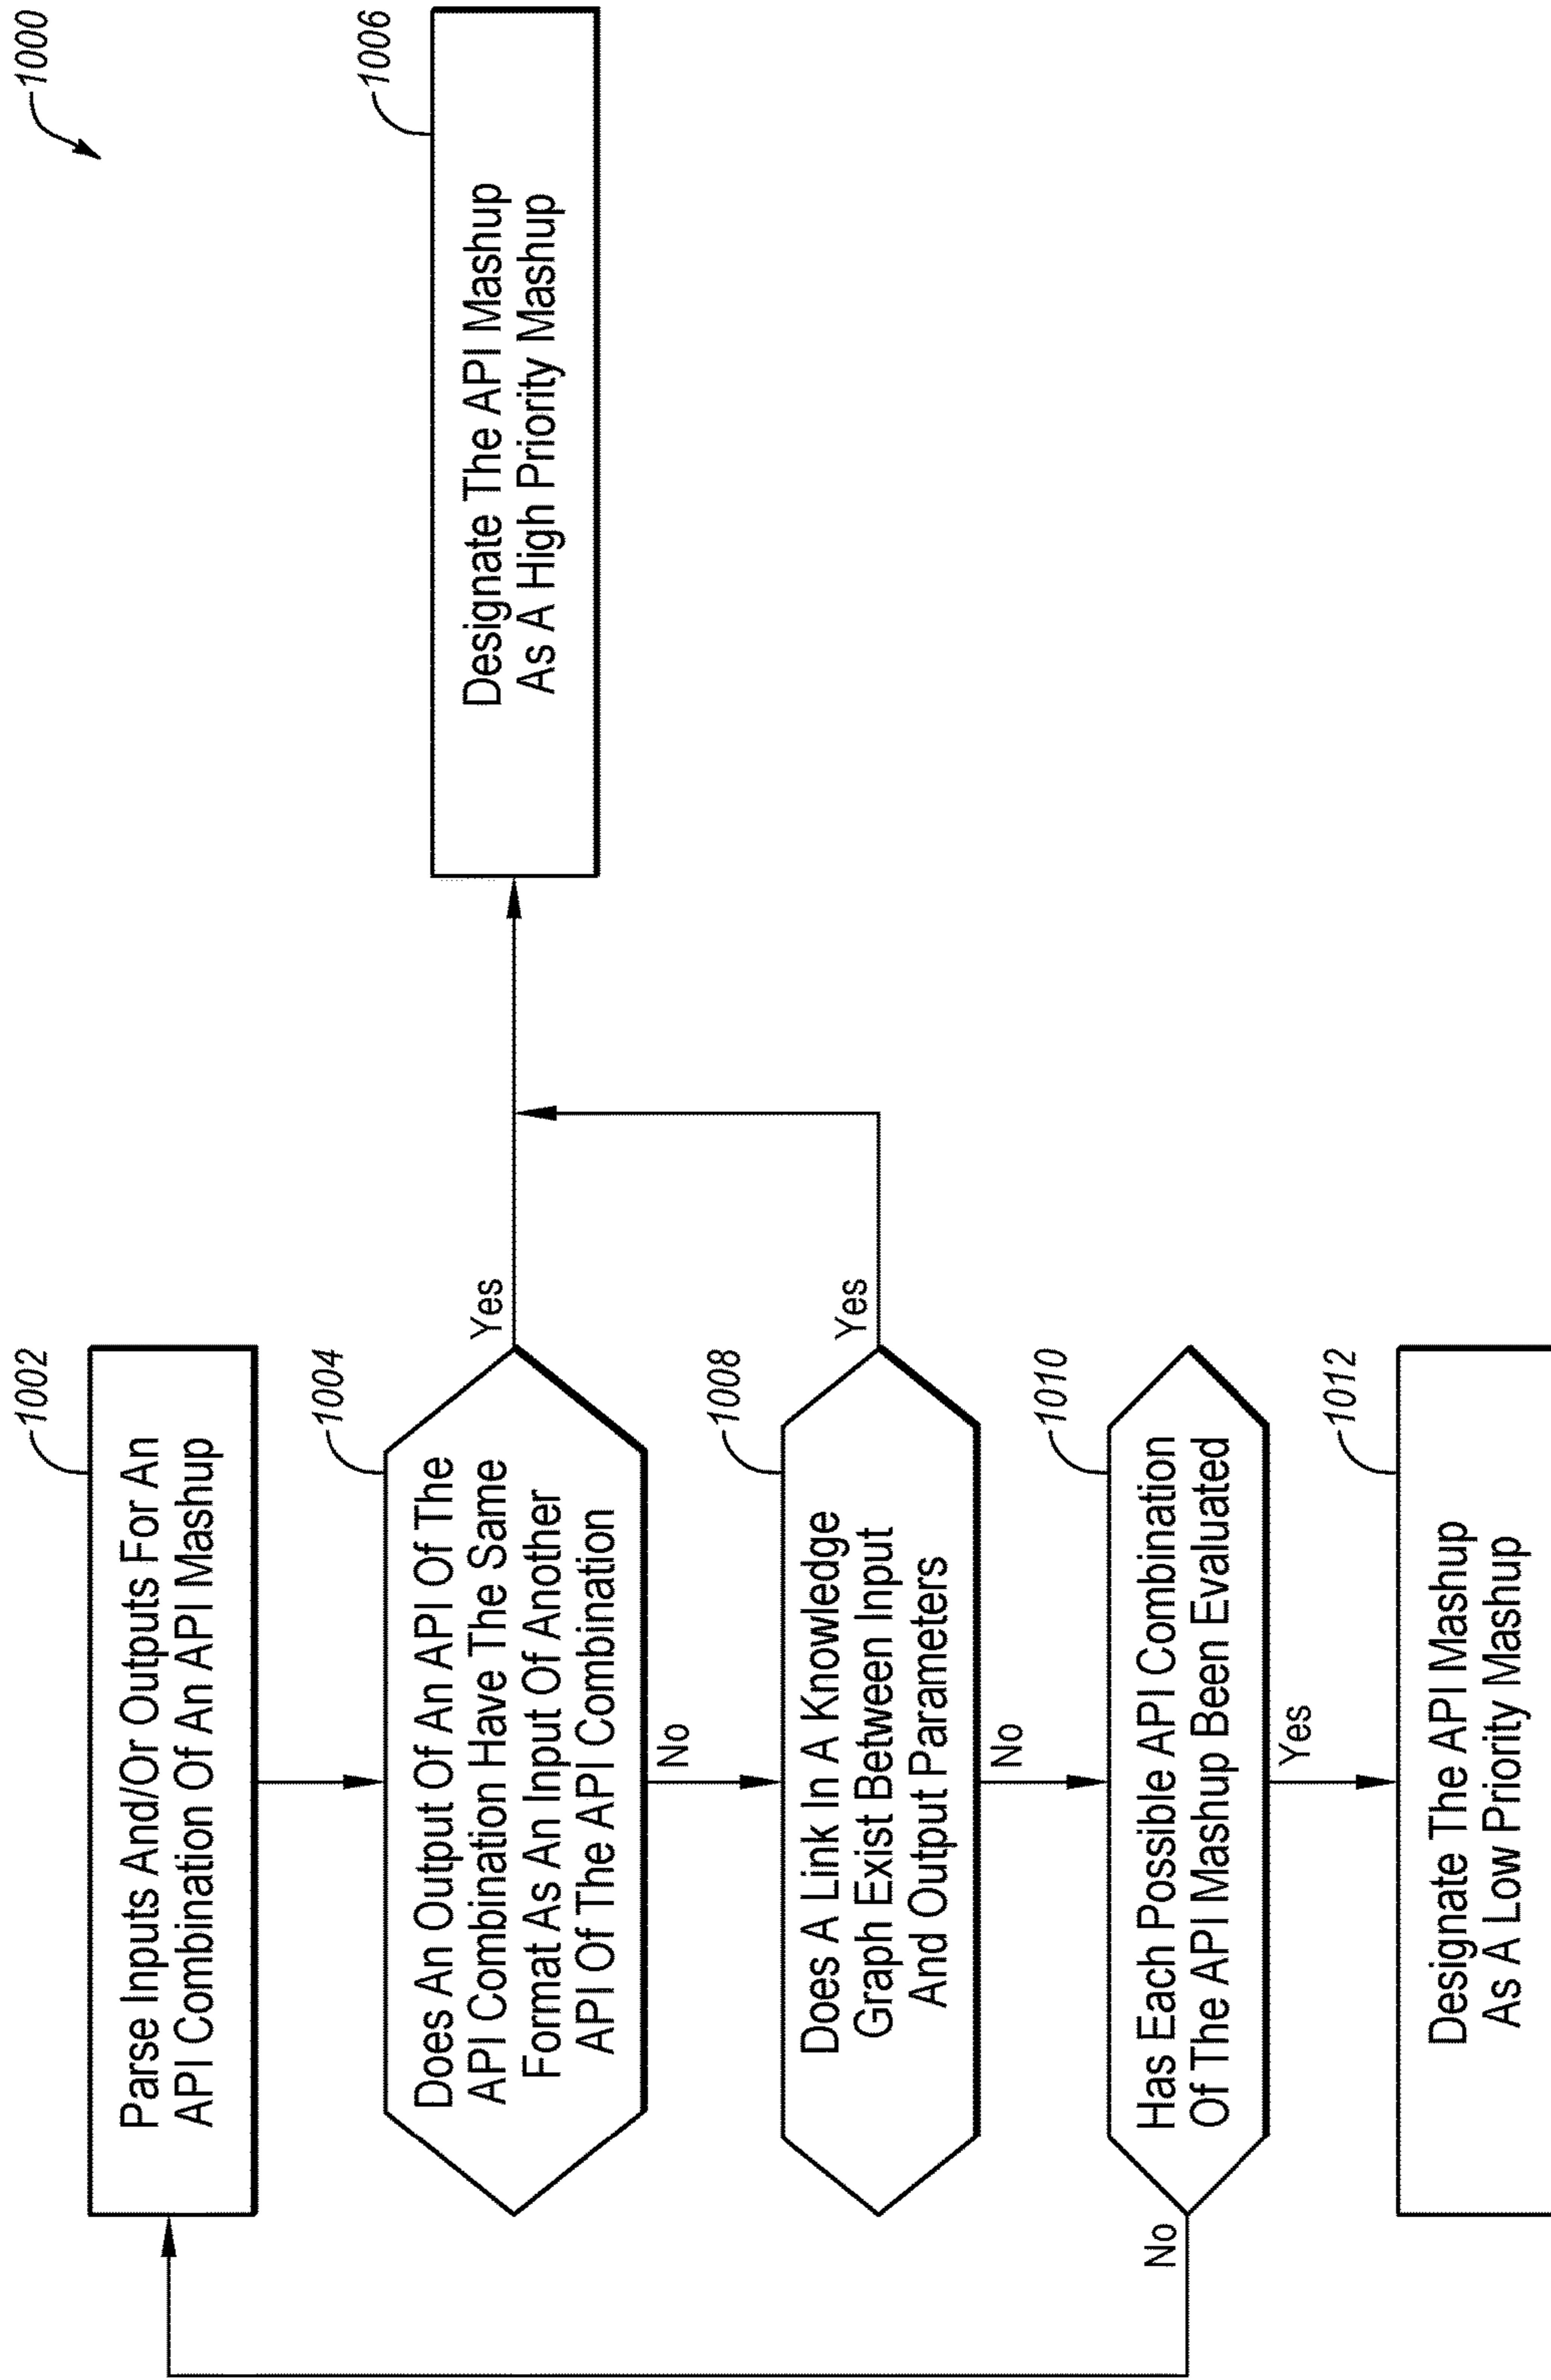 1000
1002
Parse Inputs And/Or Outputs For An
API Combination Of An API Mashup
1004
Does An Output Of An API Of The
API Combination Have The Same
Format As An Input Of Another
API Of The API Combination
Yes
1006
Designate The API Mashup
As A High Priority Mashup
No
1008
Does A Link In A Knowledge
Graph Exist Between Input
And Output Parameters
Yes
No
1010
Has Each Possible API Combination
Of The API Mashup Been Evaluated
No
Yes
1012
Designate The API Mashup
As A Low Priority Mashup